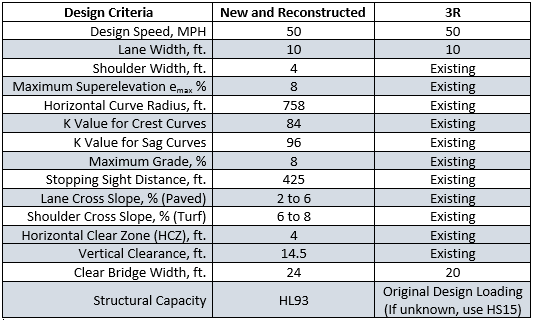 Design Criteria New and Reconstructed 3R
Design Speed, MPH 50 50
Lane Width, ft. 10 10
Shoulder Width, ft. 4 Existing
Maximum Superelevation emax % 8 Existing
Horizontal Curve Radius, ft. 758 Existing
K Value for Crest Curves 84 Existing
K Value for Sag Curves 96 Existing
Maximum Grade, % 8 Existing
Stopping Sight Distance, ft. 425 Existing
Lane Cross Slope, % (Paved) 2 to 6 Existing
Shoulder Cross Slope, % (Turf) 6 to 8 Existing
Horizontal Clear Zone (HCZ), ft. 4 Existing
Vertical Clearance, ft. 14.5 Existing
Clear Bridge Width, ft. 24 20
Structural Capacity HL93 Original Design Loading
(If unknown, use HS15)